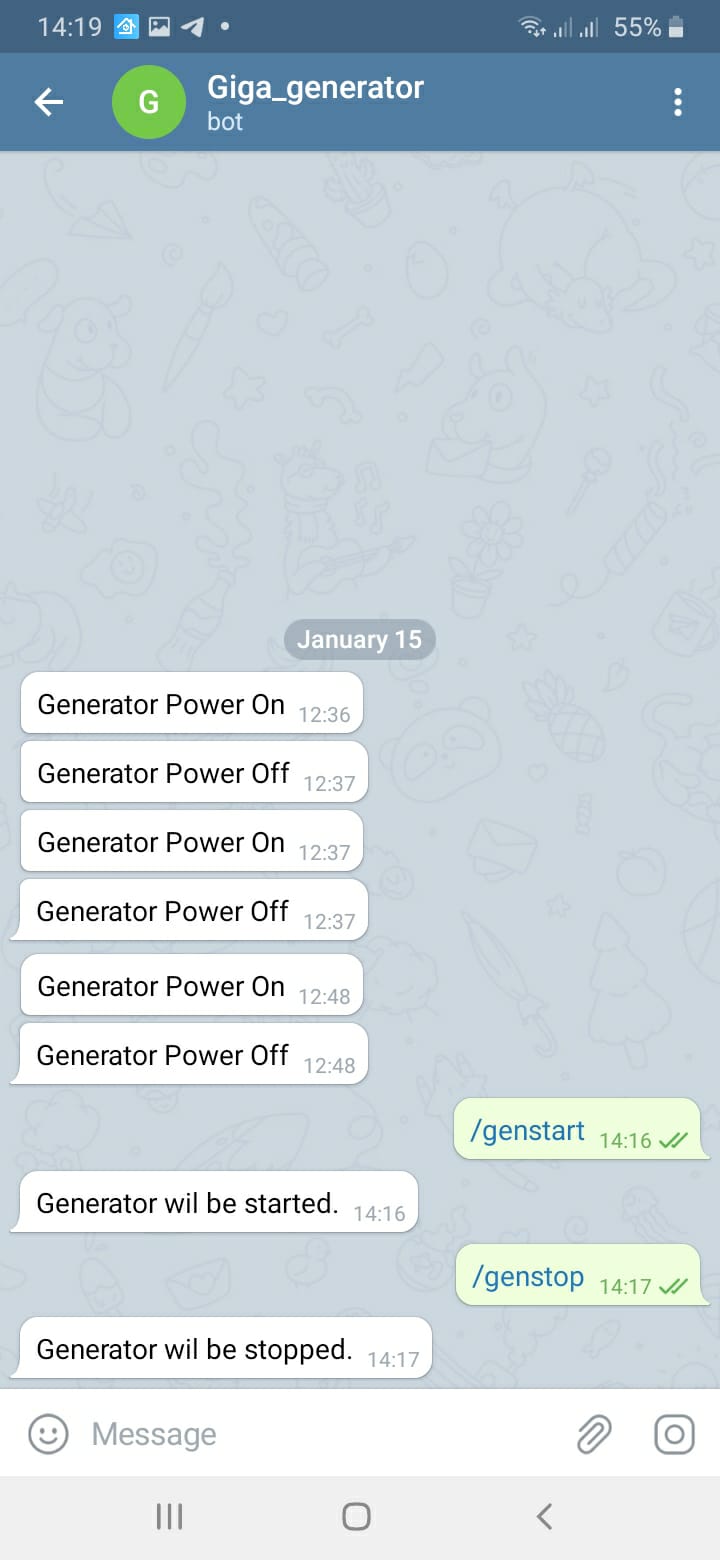 14:19 55%
G
Giga_generator
bot
January 15
Generator Power On 12:36
Generator Power Off 12:37
Generator Power On 12:37
Generator Power Off 12:37
Generator Power On 12:48
Generator Power Off 12:48
/genstart 14:16
Generator wil be started. 14:16
/genstop 14:17
Generator wil be stopped. 14:17
Message